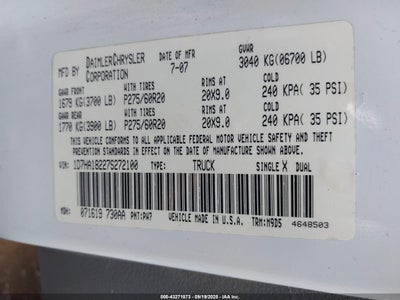 MFD BY DAIMLERCHRYSLER CORPORATION
DATE OF MFR 7-07
GVWR 3040 KG(06700 LB)
GAWR FRONT WITH TIRES RIMS AT COLD
1679 KG(3700 LB) P275/60R20 20X9.0 240 KPA( 35 PSI)
GAWR REAR WITH TIRES RIMS AT COLD
1770 KG(3900 LB) P275/60R20 20X9.0 240 KPA( 35 PSI)
THIS VEHICLE CONFORMS TO ALL APPLICABLE FEDERAL MOTOR VEHICLE SAFETY,
BUMPER, AND THEFT PREVENTION STANDARDS IN EFFECT ON THE DATE OF MANUFACTURE SHOWN ABOVE.
VIN: 1D7HA18227S272100 TYPE: TRUCK SINGLE X DUAL
MDH: 071619 730AA PNT: PW7 VEHICLE MADE IN U.S.A. TRM: M9D5 4648503
000-43271873 - 09/19/2025 - IAA Inc.